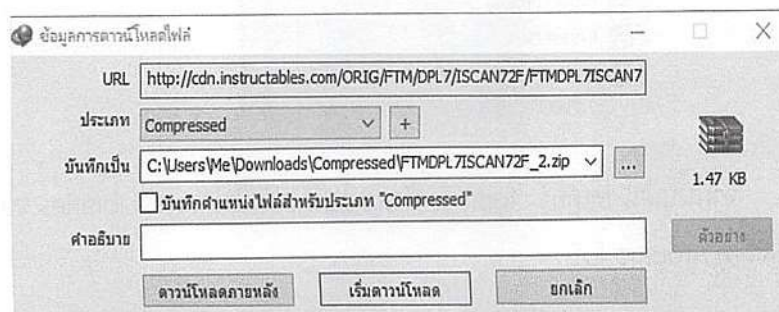 ข้อมูลการดาวน์โหลดไฟล์
URL http://cdn.instructables.com/ORIG/FTM/DPL7/ISCAN72F/FTMDPL7ISCAN7
ประเภท Compressed +
บันทึกเป็น C:\Users\Me\Downloads\Compressed\FTMDPL7ISCAN72F_2.zip ...
1.47 KB
บันทึกตำแหน่งไฟล์สำหรับประเภท "Compressed"
คำอธิบาย
ตัวอย่าง
ดาวน์โหลดภายหลัง เริ่มดาวน์โหลด ยกเลิก